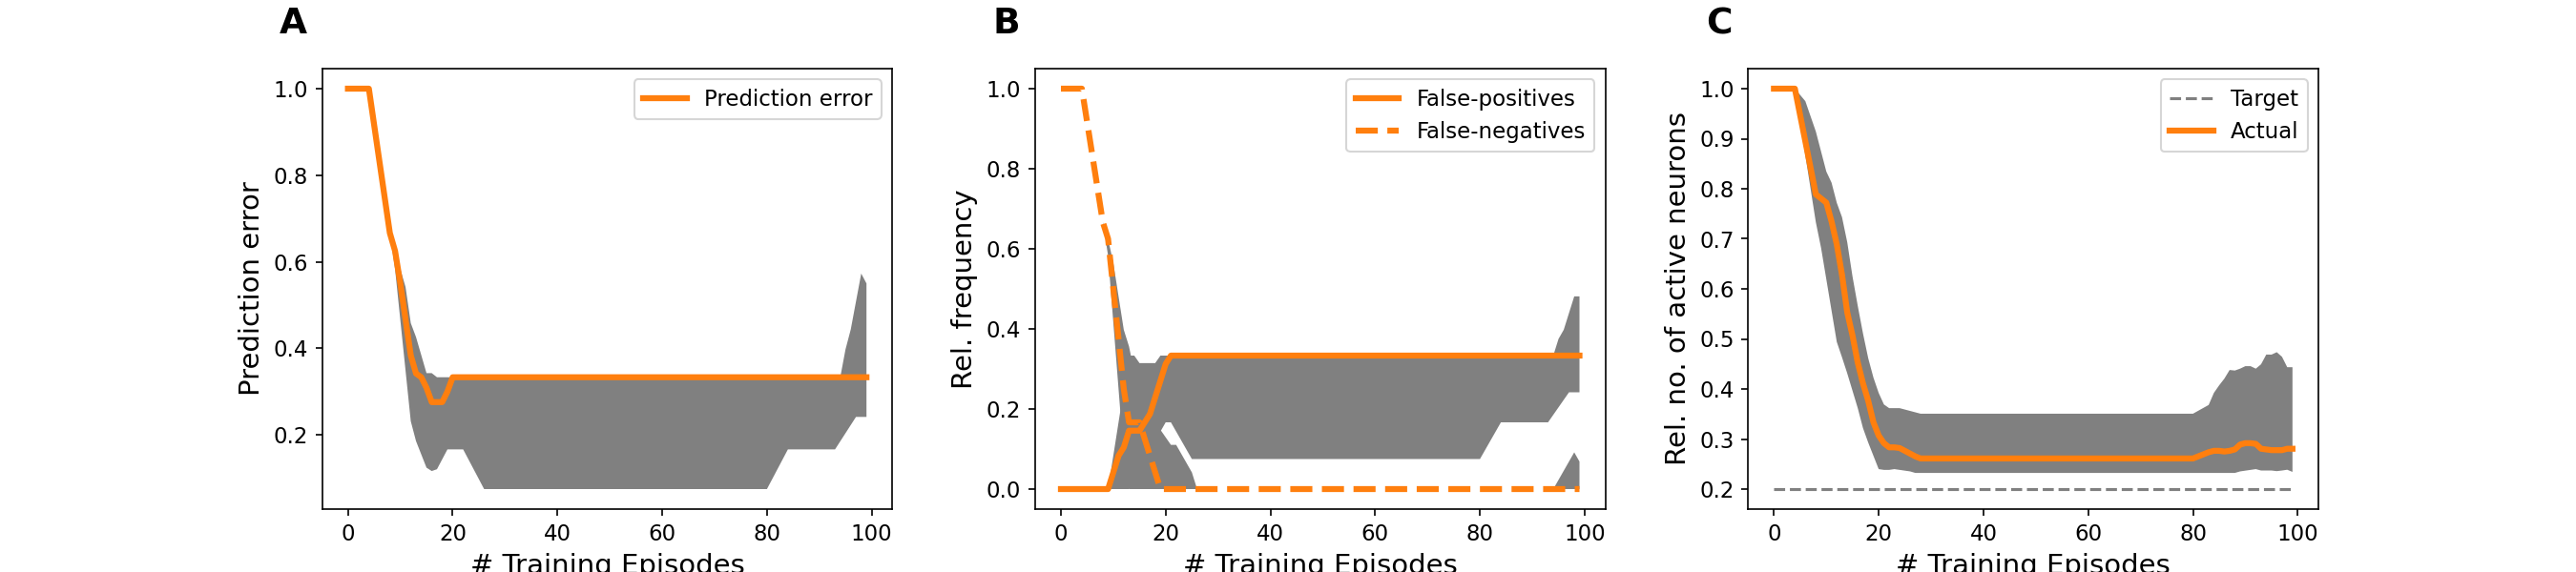 A
Prediction error
1.0
0.8
0.6
0.4
0.2
0
20
40
60
80
100
Prediction error
# Training Episodes
B
False-positives
False-negatives
1.0
0.8
0.6
0.4
0.2
0.0
0
20
40
60
80
100
Rel. frequency
# Training Episodes
C
Target
Actual
1.0
0.9
0.8
0.7
0.6
0.5
0.4
0.3
0.2
0
20
40
60
80
100
Rel. no. of active neurons
# Training Episodes